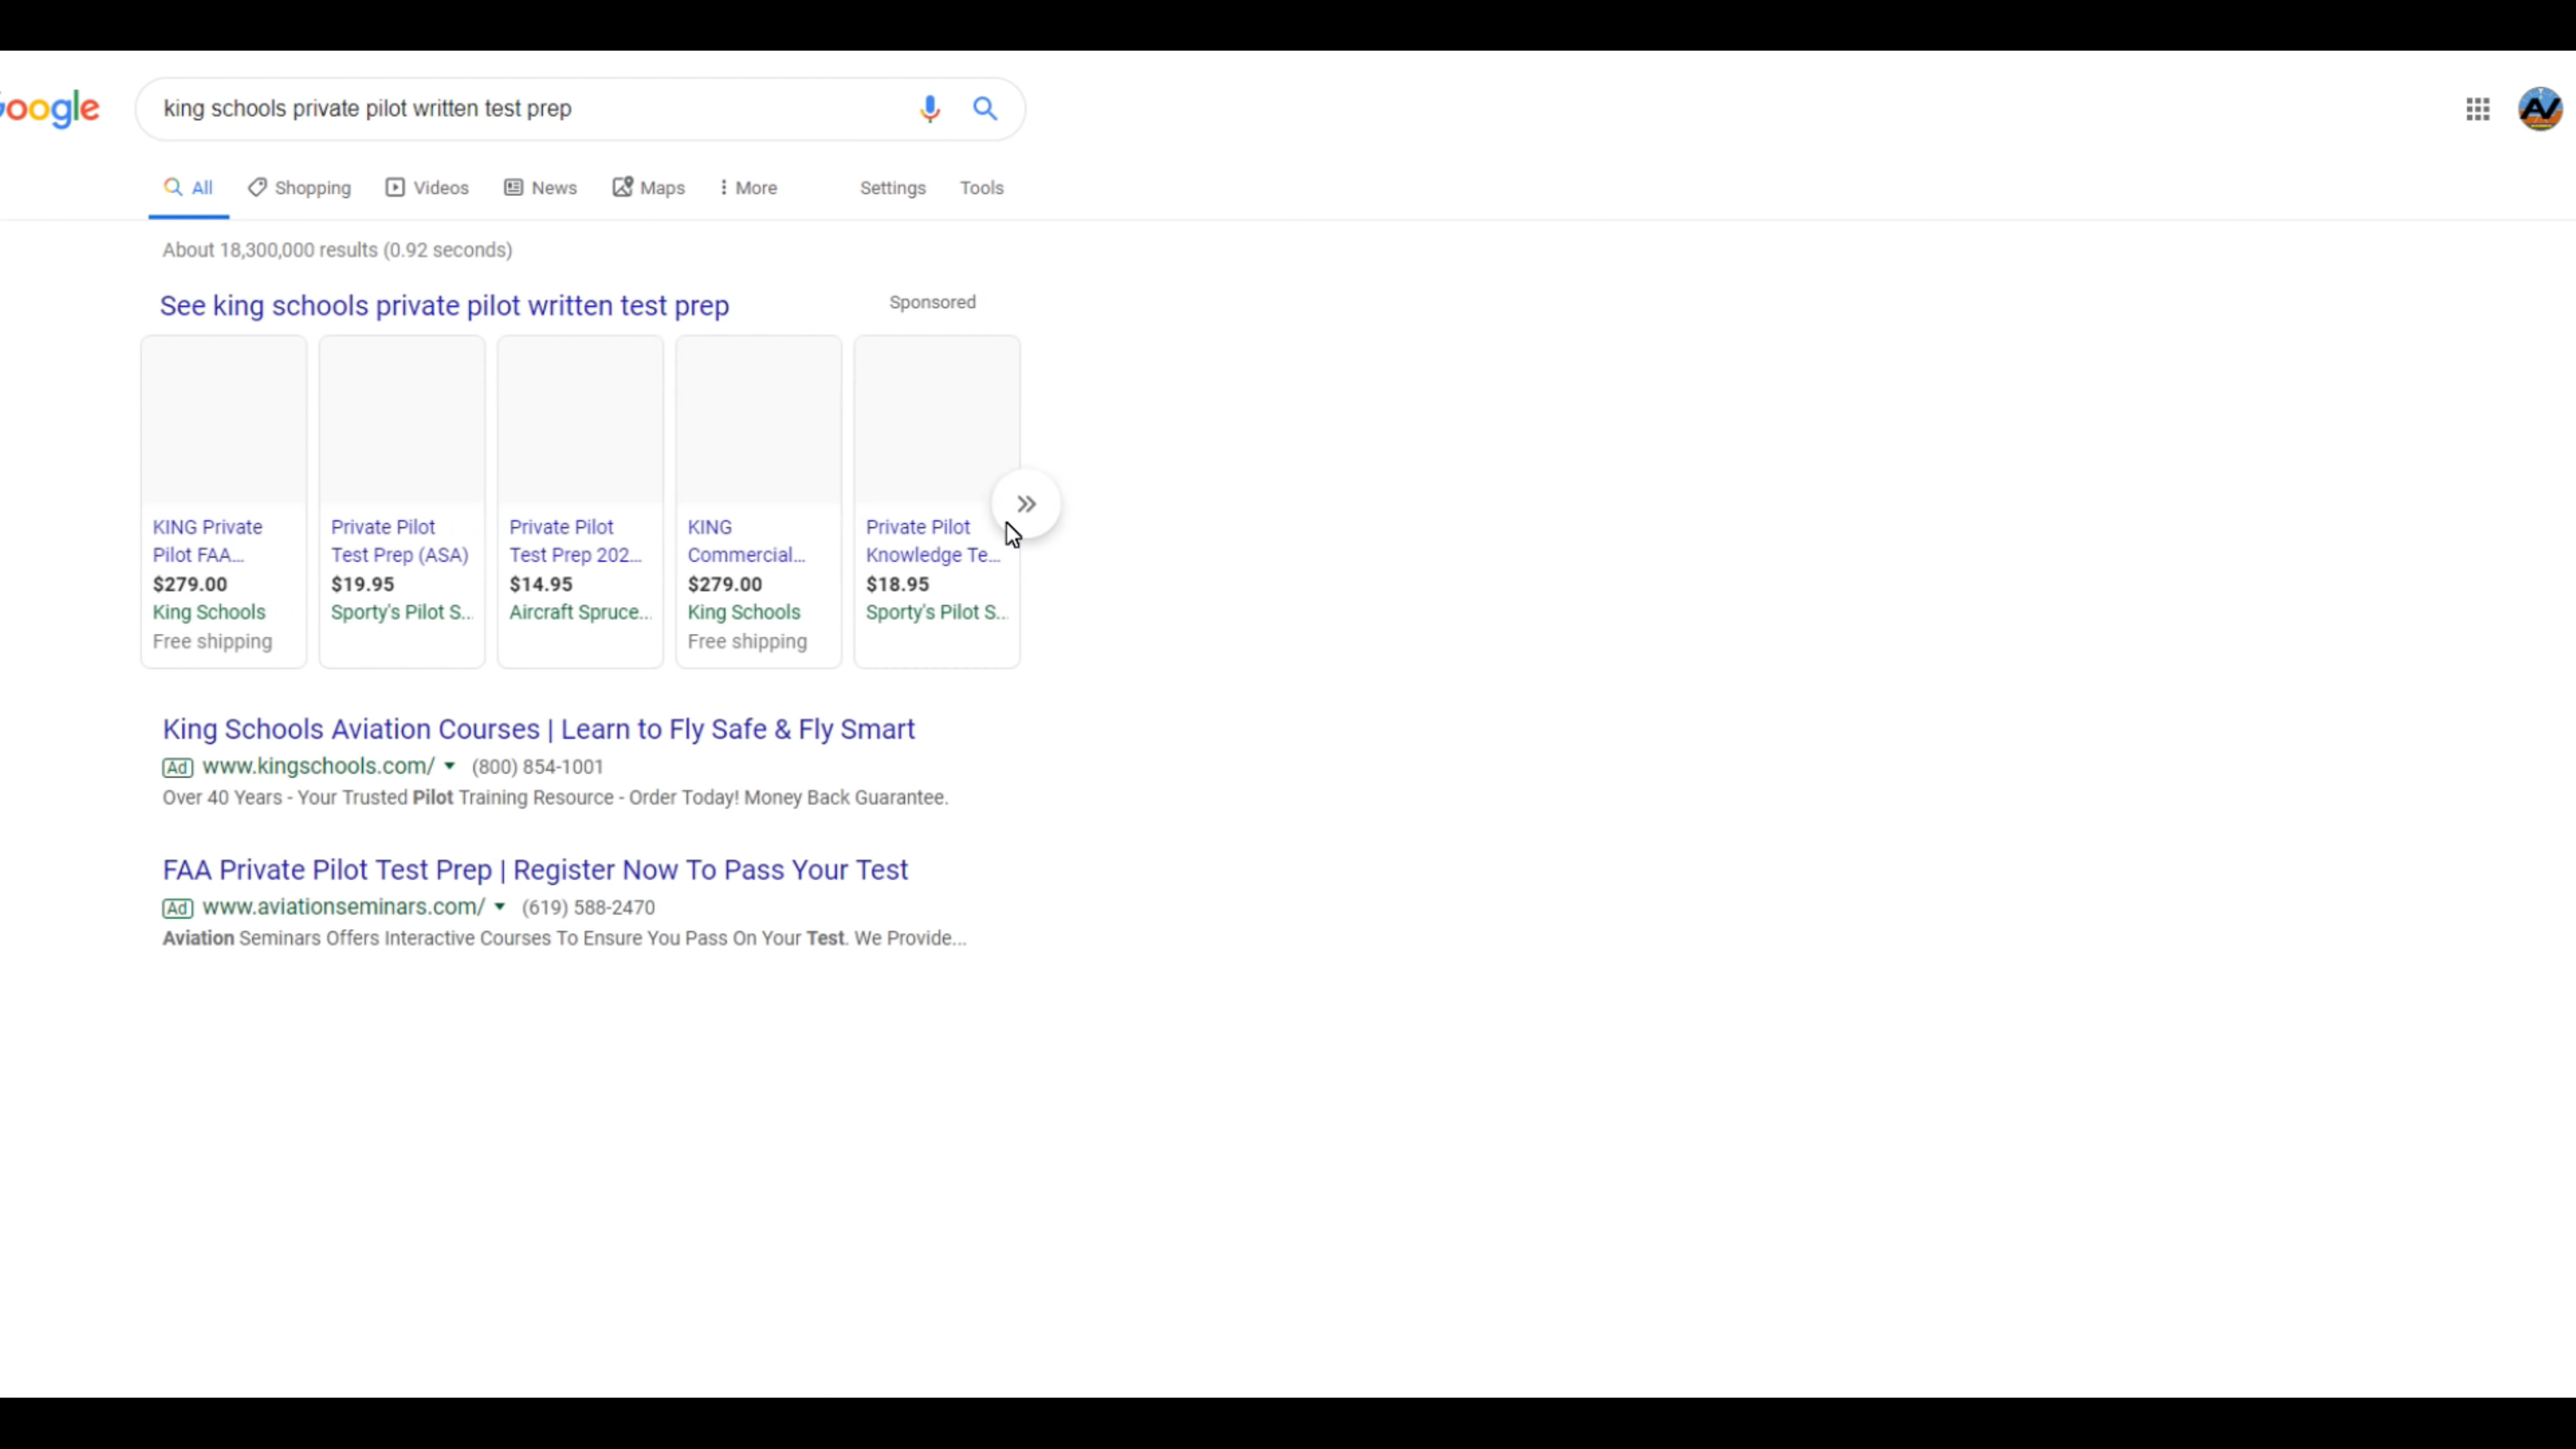 Google
king schools private pilot written test prep
AV
All Shopping Videos News Maps More Settings Tools
About 18,300,000 results (0.92 seconds)
See king schools private pilot written test prep
Sponsored
KING Private
Pilot FAA...
$279.00
King Schools
Free shipping
Private Pilot
Test Prep (ASA)
$19.95
Sporty's Pilot S...
Private Pilot
Test Prep 202...
$14.95
Aircraft Spruce...
KING
Commercial...
$279.00
King Schools
Free shipping
Private Pilot
Knowledge Te...
$18.95
Sporty's Pilot S...
King Schools Aviation Courses | Learn to Fly Safe & Fly Smart
Ad www.kingschools.com/ (800) 854-1001
Over 40 Years - Your Trusted Pilot Training Resource - Order Today! Money Back Guarantee.
FAA Private Pilot Test Prep | Register Now To Pass Your Test
Ad www.aviationseminars.com/ (619) 588-2470
Aviation Seminars Offers Interactive Courses To Ensure You Pass On Your Test. We Provide...